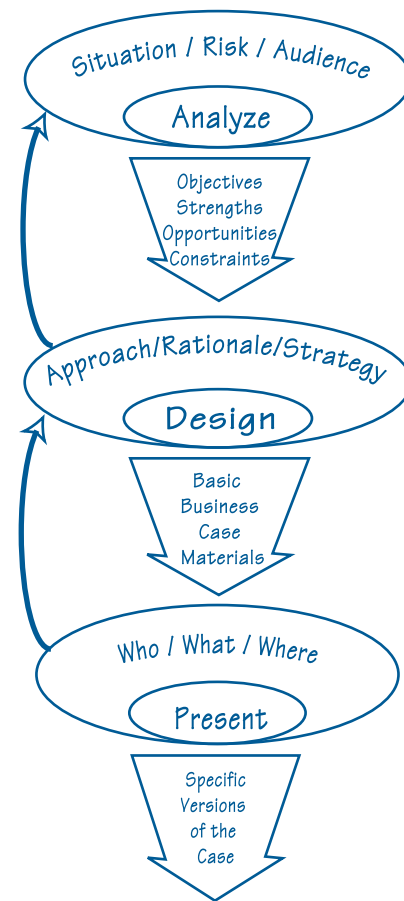 Situation / Risk / Audience
Analyze
Objectives
Strengths
Opportunities
Constraints
Approach/Rationale/Strategy
Design
Basic
Business
Case
Materials
Who / What / Where
Present
Specific
Versions
of the
Case